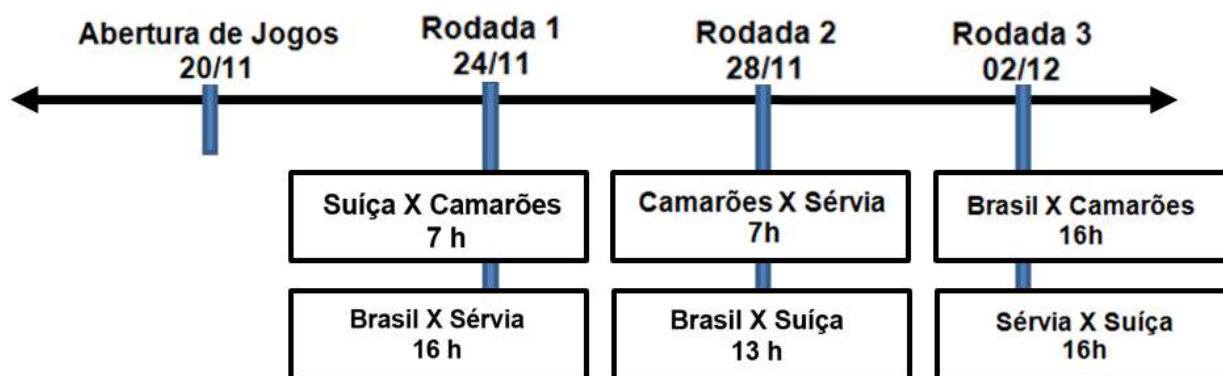 Abertura de Jogos
20/11
Rodada 1
24/11
Rodada 2
28/11
Rodada 3
02/12
Suíça X Camarões
7 h
Camarões X Sérvia
7h
Brasil X Camarões
16h
Brasil X Sérvia
16 h
Brasil X Suíça
13 h
Sérvia X Suíça
16h